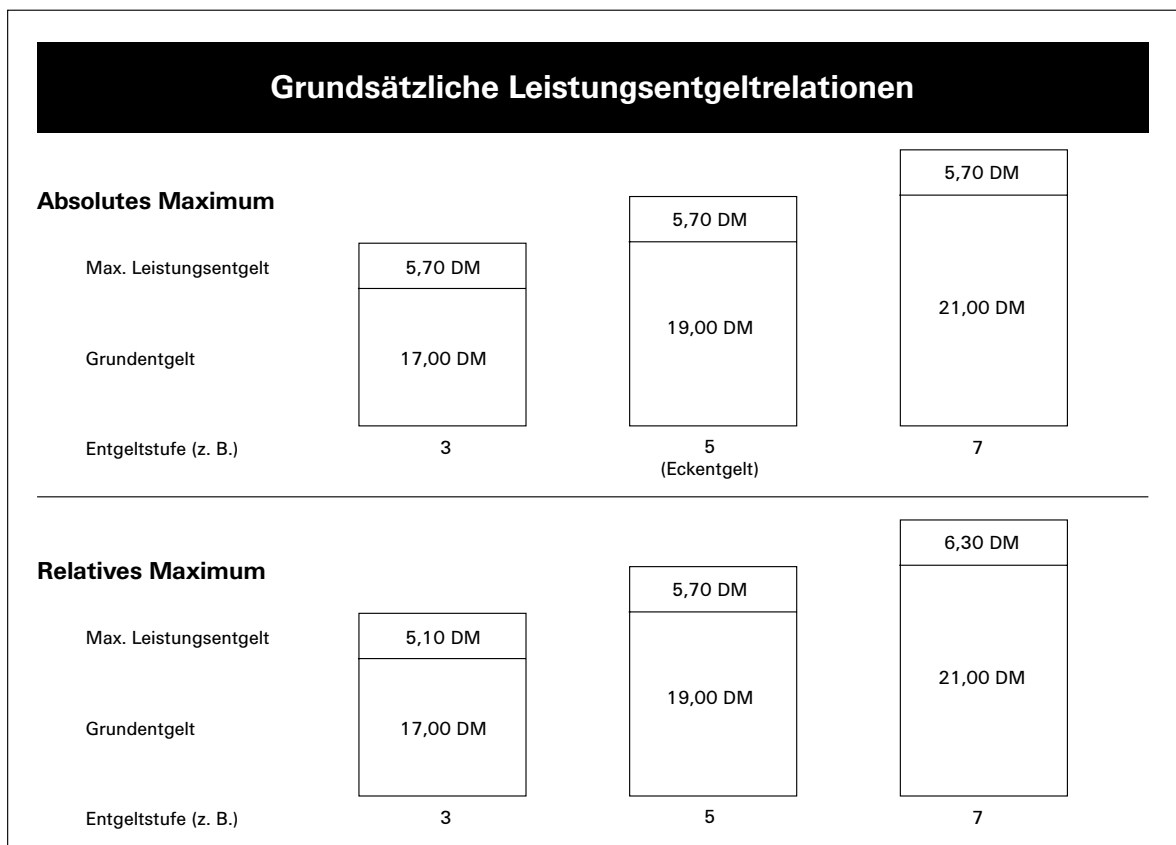 Grundsätzliche Leistungsentgeltrelationen
5,70 DM
Absolutes Maximum
5,70 DM
Max. Leistungsentgelt 5,70 DM
21,00 DM
19,00 DM
Grundentgelt 17,00 DM
Entgeltstufe (z. B.) 3 5 7
(Eckentgelt)
6,30 DM
Relatives Maximum
5,70 DM
Max. Leistungsentgelt 5,10 DM
21,00 DM
19,00 DM
Grundentgelt 17,00 DM
Entgeltstufe (z. B.) 3 5 7